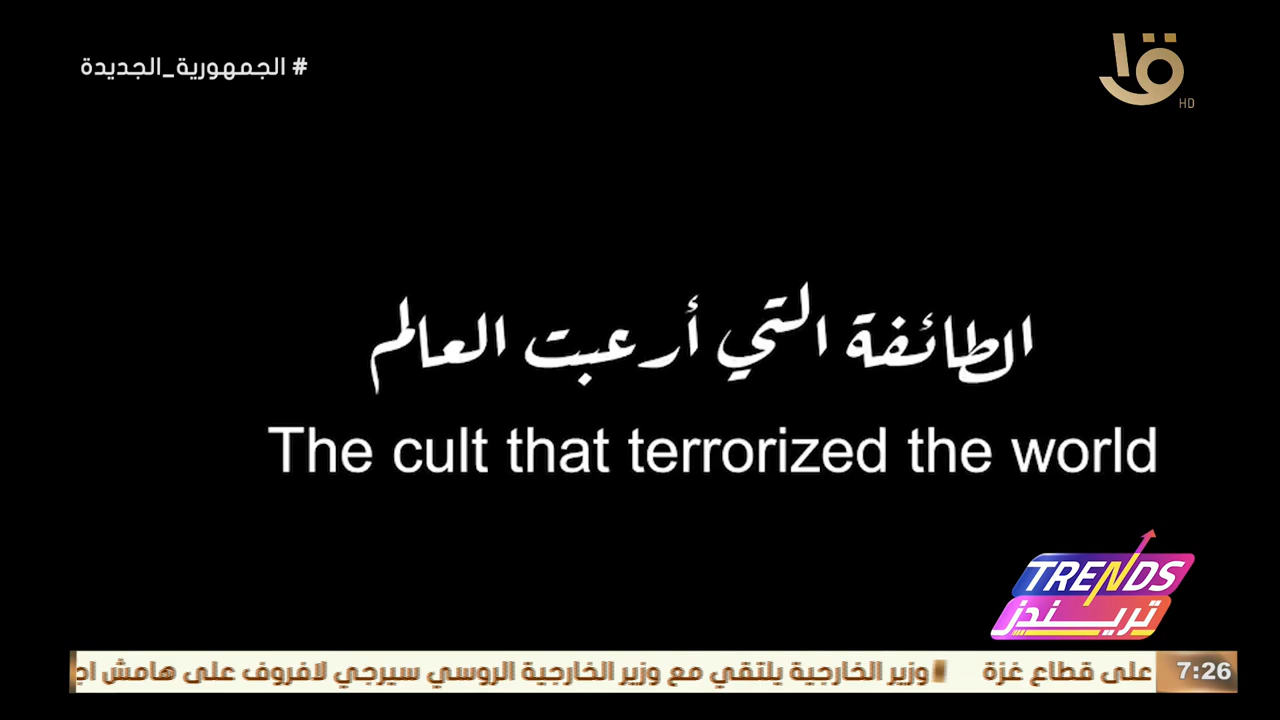 # الجمهورية_الجديدة
HD
الطائفة التي أرعبت العالم
The cult that terrorized the world
TRENDS
تريندز
7:26 على قطاع غزة وزير الخارجية يلتقي مع وزير الخارجية الروسي سيرجي لافروف على هامش